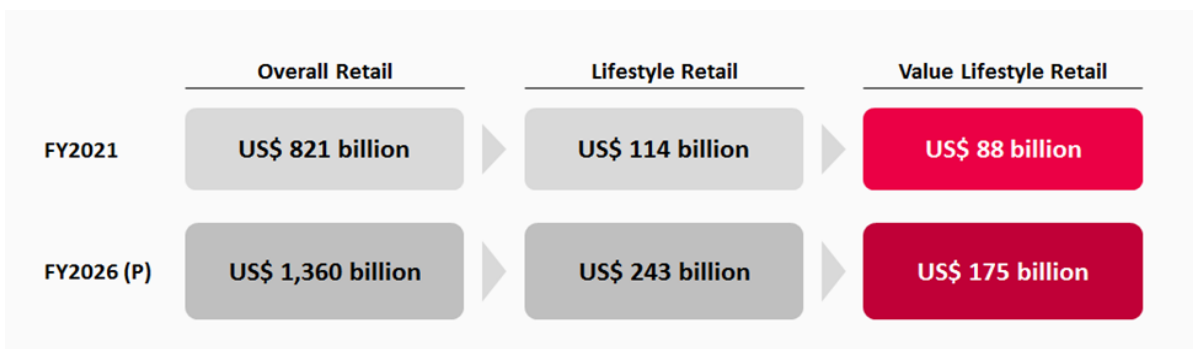 Overall Retail Lifestyle Retail Value Lifestyle Retail
FY2021 US$ 821 billion US$ 114 billion US$ 88 billion
FY2026 (P) US$ 1,360 billion US$ 243 billion US$ 175 billion